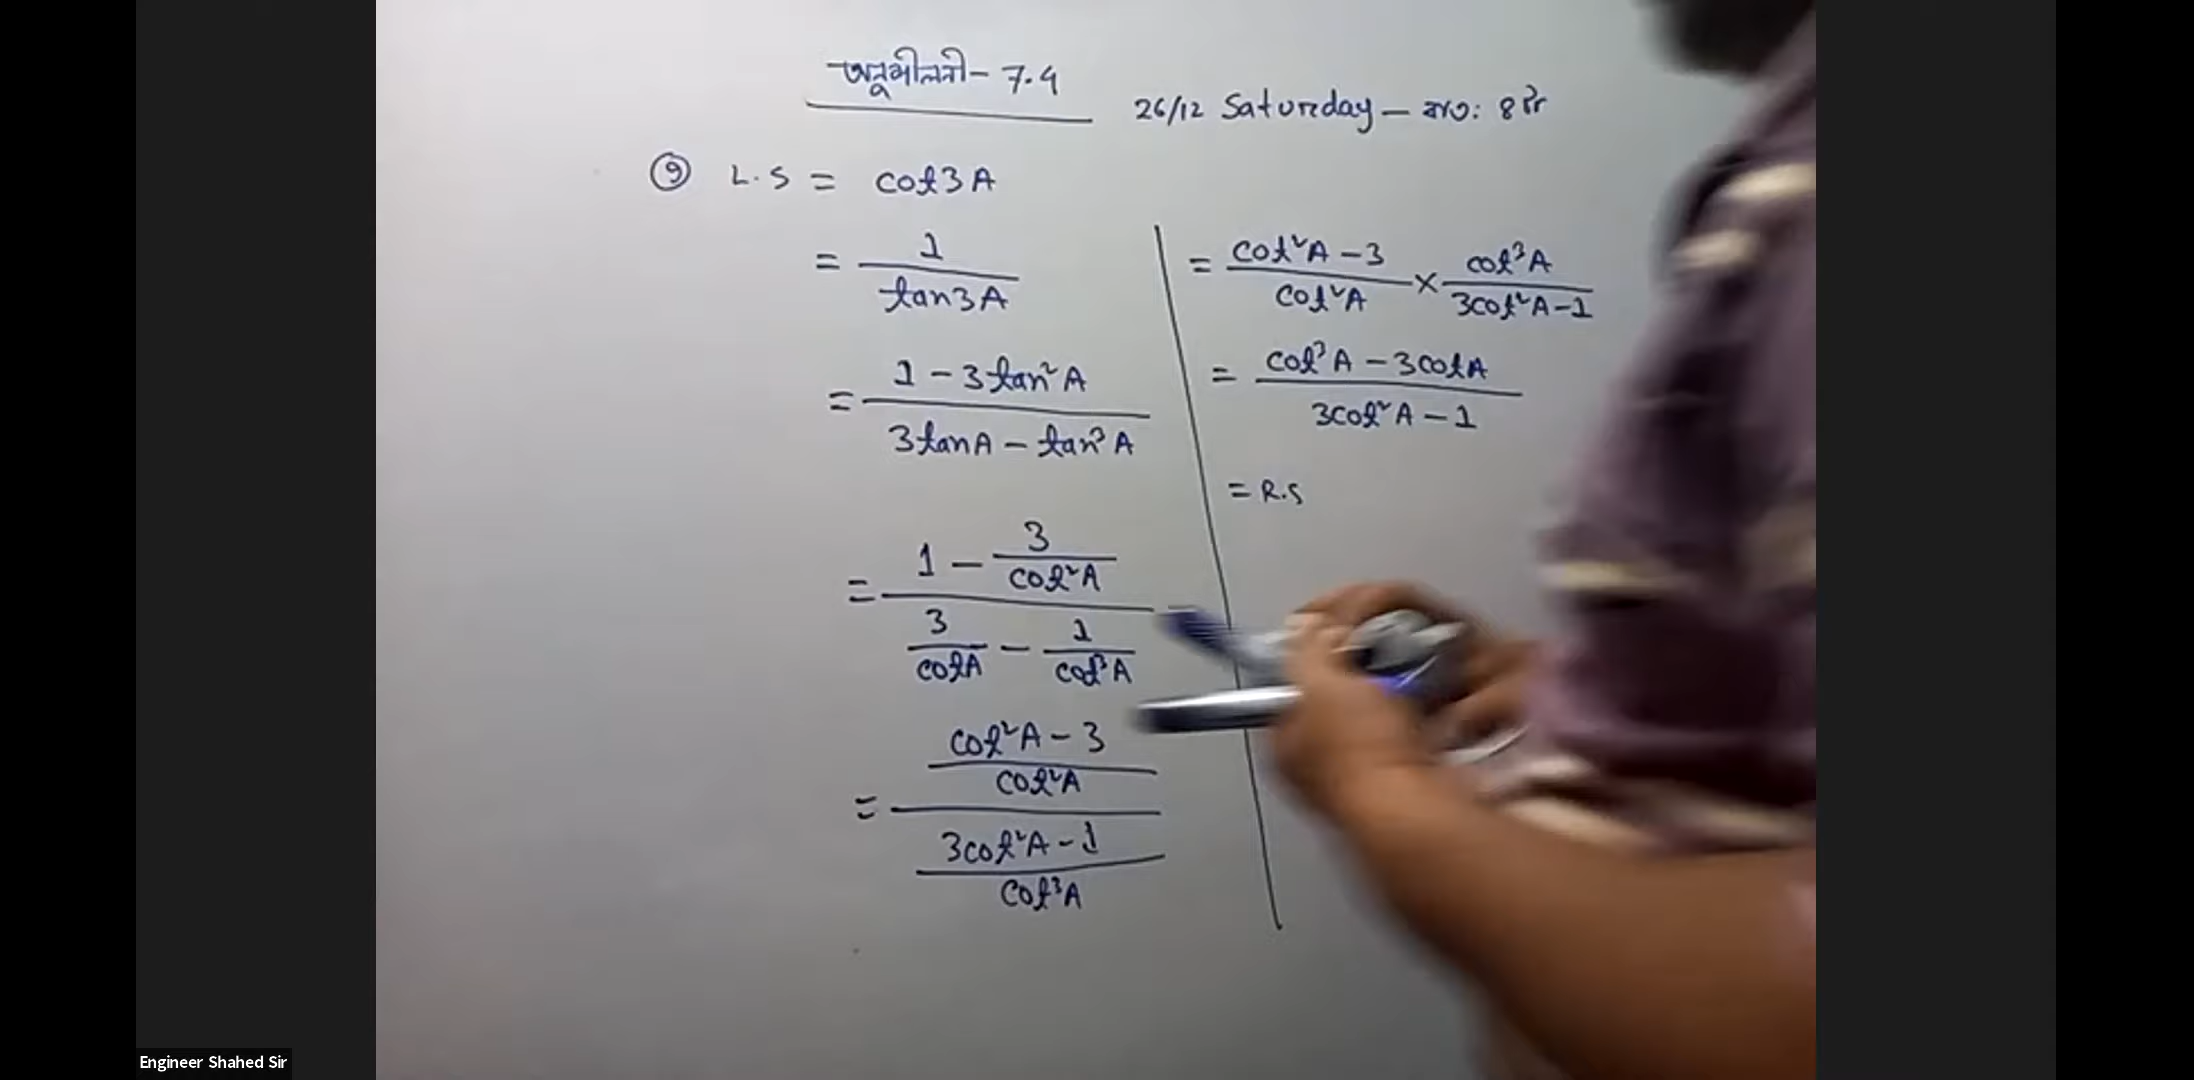 অনুশীলনী - 7.4
26/12 Saturday - রাত: 8 টা
⑨ L.S = cot3A
= 1 / tan3A
= (1 - 3tan²A) / (3tanA - tan³A)
= (1 - 3/cot²A) / (3/cotA - 1/cot³A)
= ((cot²A - 3) / cot²A) / ((3cot²A - 1) / cot³A)
= (cot²A - 3) / cot²A × cot³A / (3cot²A - 1)
= (cot³A - 3cotA) / (3cot²A - 1)
= R.S
Engineer Shahed Sir